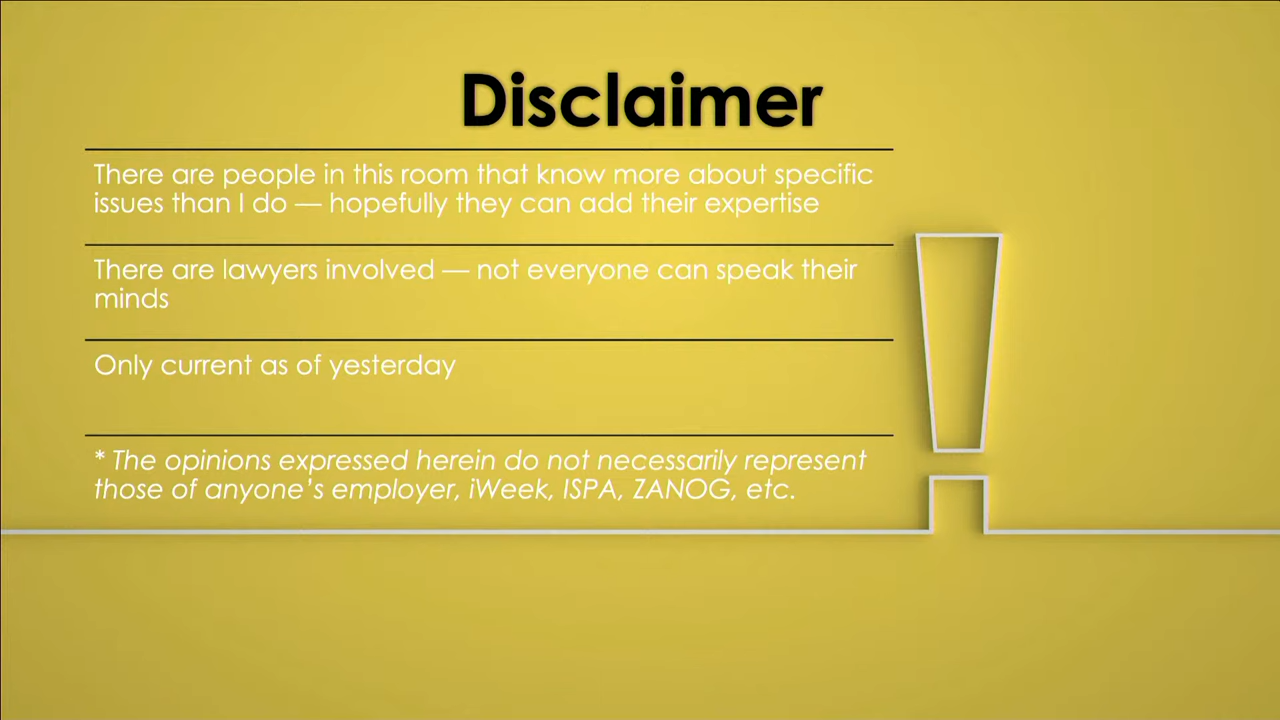 Disclaimer
There are people in this room that know more about specific
issues than I do — hopefully they can add their expertise
There are lawyers involved — not everyone can speak their
minds
Only current as of yesterday
* The opinions expressed herein do not necessarily represent
those of anyone’s employer, iWeek, ISPA, ZANOG, etc.